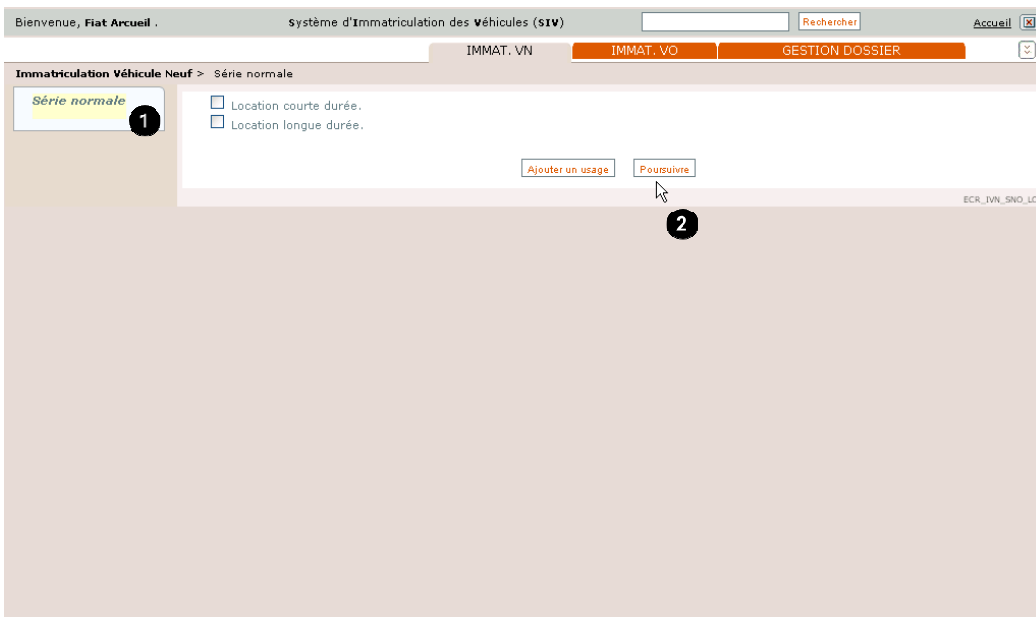 Bienvenue, Fiat Arcueil . Système d'Immatriculation des Véhicules (SIV) Rechercher Accueil
IMMAT. VN IMMAT. VO GESTION DOSSIER
Immatriculation Véhicule Neuf > Série normale
Série normale
1
Location courte durée.
Location longue durée.
Ajouter un usage Poursuivre
ECR_IVN_SNO_LC
2